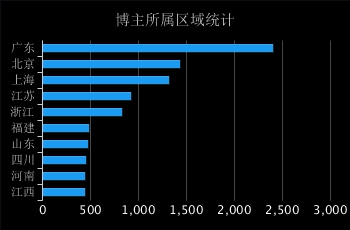 博主所属区域统计
广东
北京
上海
江苏
浙江
福建
山东
四川
河南
江西
0 500 1,000 1,500 2,000 2,500 3,000